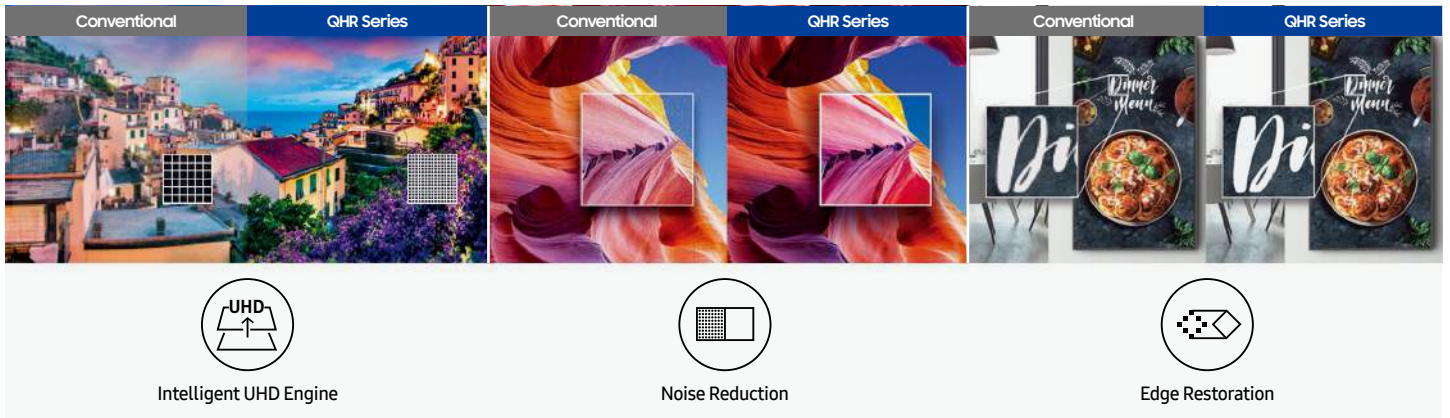 Conventional
QHR Series
Conventional
QHR Series
Conventional
QHR Series
Dinner
Menu
Di
Dinner
Menu
Di
UHD
Intelligent UHD Engine
Noise Reduction
Edge Restoration